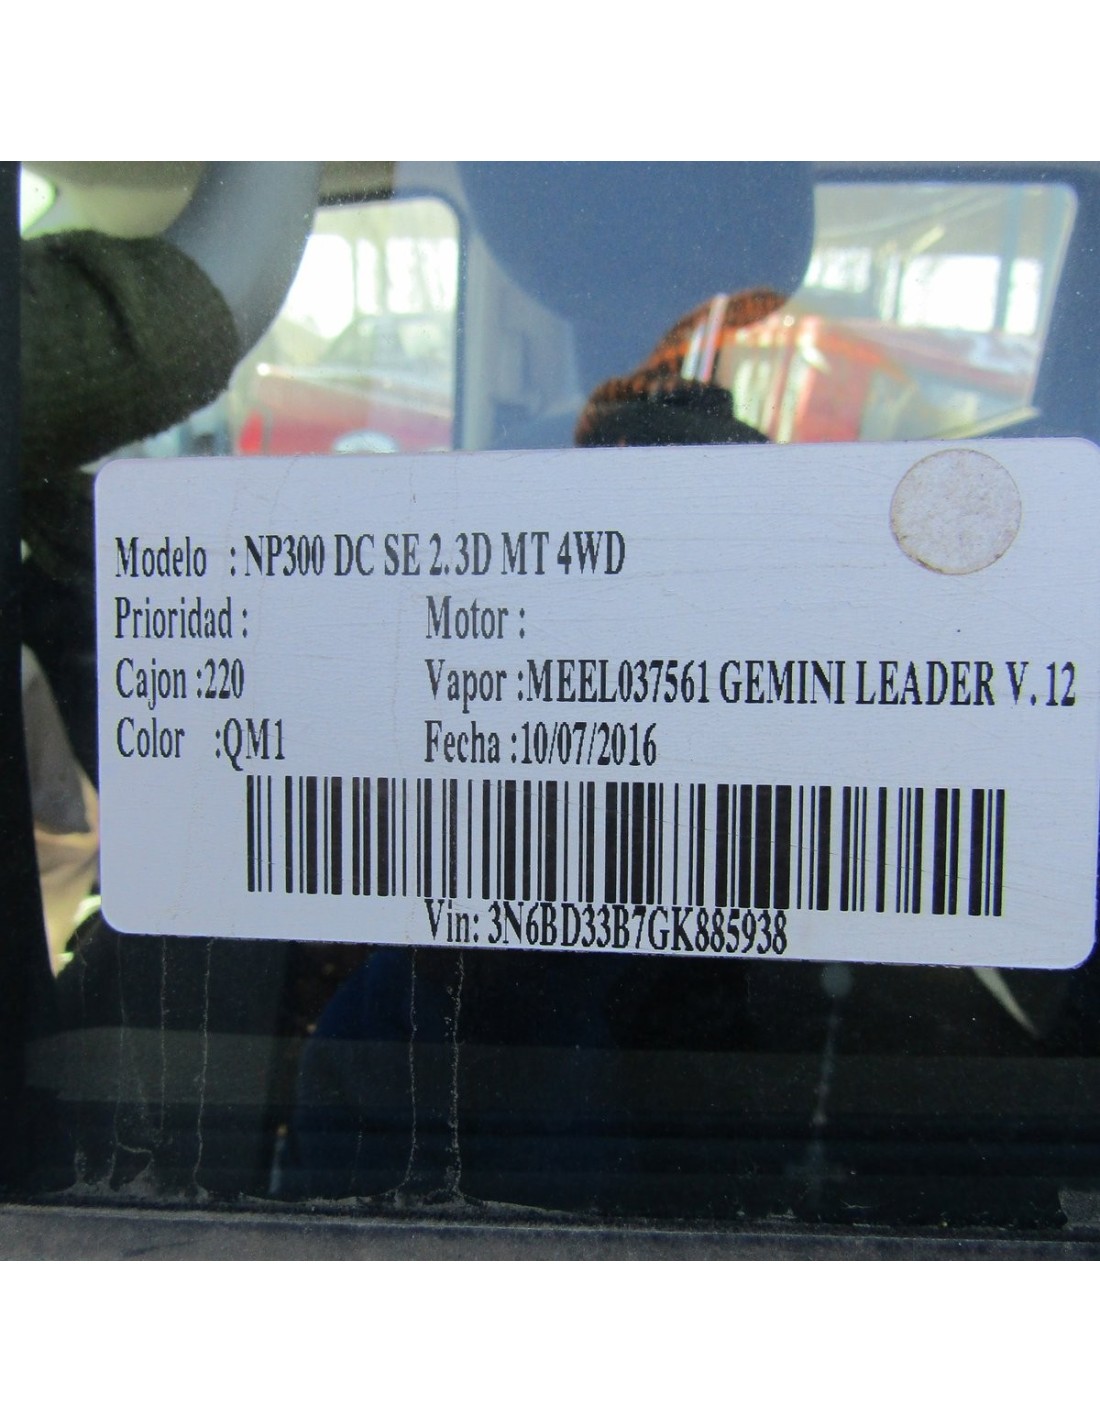 Modelo : NP300 DC SE 2.3D MT 4WD
Prioridad : Motor :
Cajon :220 Vapor :MEEL037561 GEMINI LEADER V. 12
Color :QM1 Fecha :10/07/2016
Vin: 3N6BD33B7GK885938